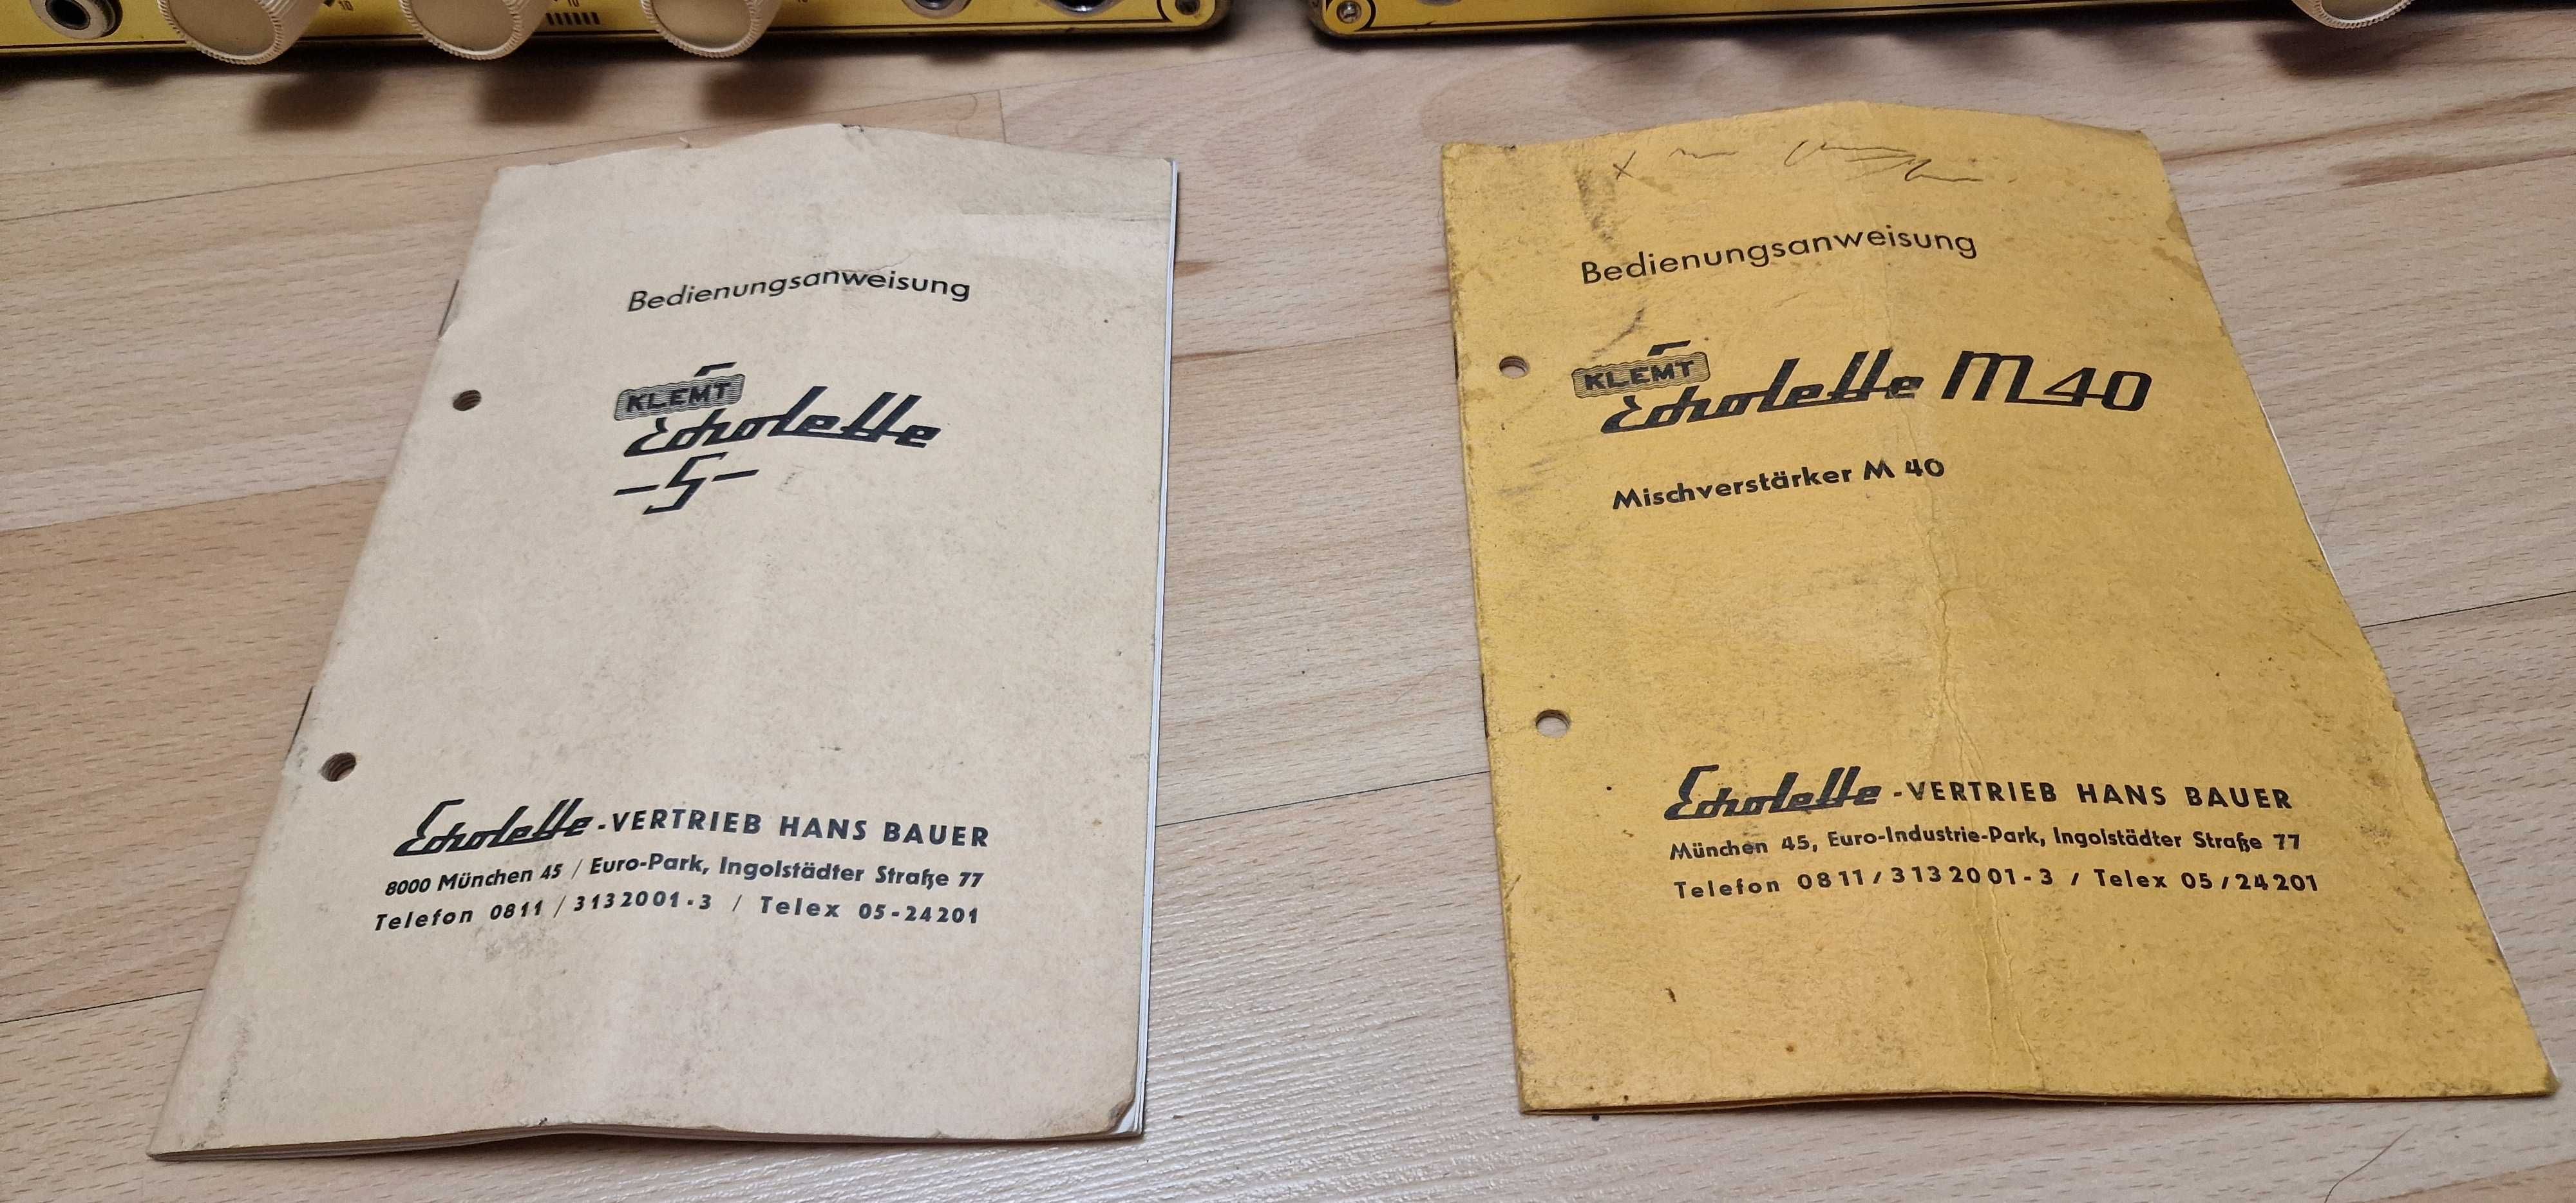 10
10
Bedienungsanweisung
KLEMT
Echolette
S
Echolette -VERTRIEB HANS BAUER
8000 München 45 / Euro-Park, Ingolstädter Straße 77
Telefon 0811 / 3132001-3 / Telex 05-24201
Bedienungsanweisung
KLEMT
Echolette M40
Mischverstärker M 40
Echolette -VERTRIEB HANS BAUER
München 45, Euro-Industrie-Park, Ingolstädter Straße 77
Telefon 0811/3132001-3 / Telex 05/24201